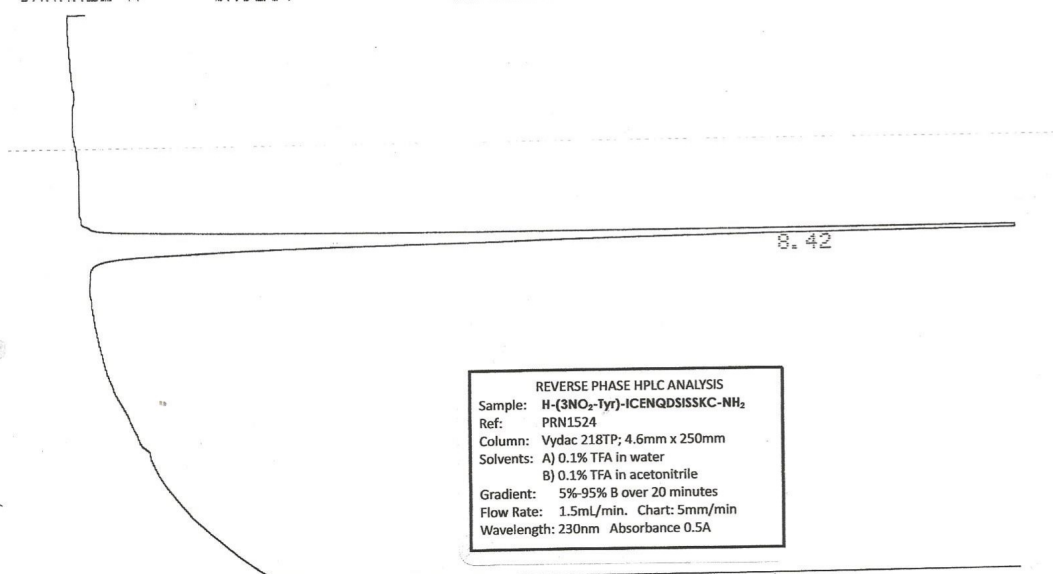 8.42
REVERSE PHASE HPLC ANALYSIS
Sample: H-(3NO₂-Tyr)-ICENQDSISSKC-NH₂
Ref: PRN1524
Column: Vydac 218TP; 4.6mm x 250mm
Solvents: A) 0.1% TFA in water
B) 0.1% TFA in acetonitrile
Gradient: 5%-95% B over 20 minutes
Flow Rate: 1.5mL/min. Chart: 5mm/min
Wavelength: 230nm Absorbance 0.5A